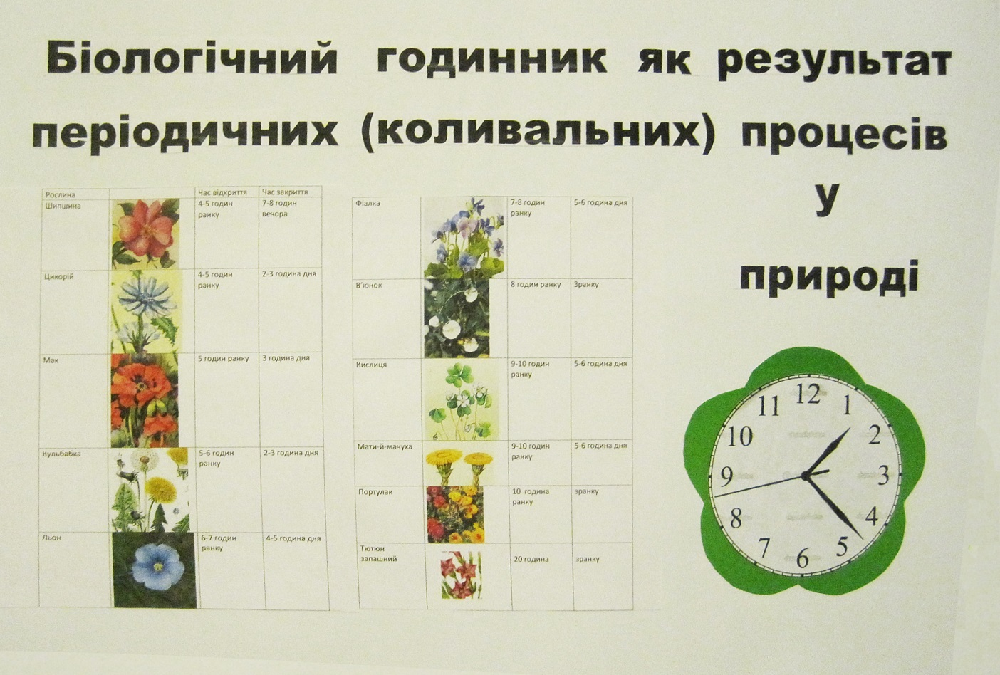 Біологічний годинник як результат
періодичних (коливальних) процесів
у
природі
Рослина Час відкриття Час закриття
Шипшина 4-5 годин ранку 7-8 годин вечора
Цикорій 4-5 годин ранку 2-3 година дня
Мак 5 годин ранку 3 година дня
Кульбабка 5-6 годин ранку 2-3 година дня
Льон 6-7 годин ранку 4-5 година дня
Фіалка 7-8 годин ранку 5-6 година дня
В'юнок 8 годин ранку Зранку
Кислиця 9-10 годин ранку 5-6 година дня
Мати-й-мачуха 9-10 годин ранку 5-6 година дня
Портулак 10 година ранку зранку
Тютюн запашний 20 година зранку
12
1
2
3
4
5
6
7
8
9
10
11